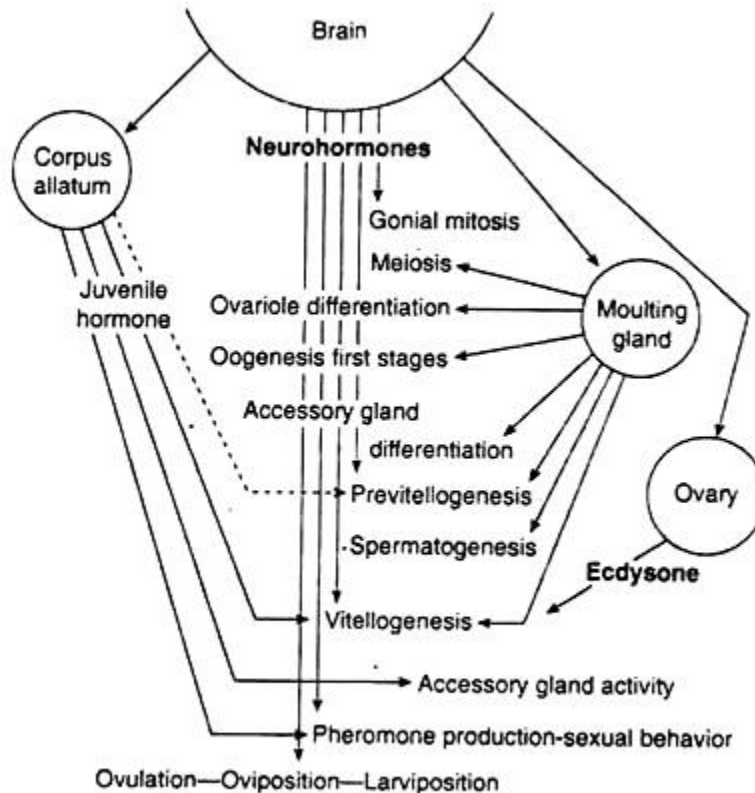 Brain
Neurohormones
Corpus
allatum
Gonial mitosis
Meiosis
Juvenile
hormone
Ovariole differentiation
Moulting
gland
Oogenesis first stages
Accessory gland
differentiation
Previtellogenesis
Ovary
Spermatogenesis
Ecdysone
Vitellogenesis
Accessory gland activity
Pheromone production-sexual behavior
Ovulation—Oviposition—Larviposition